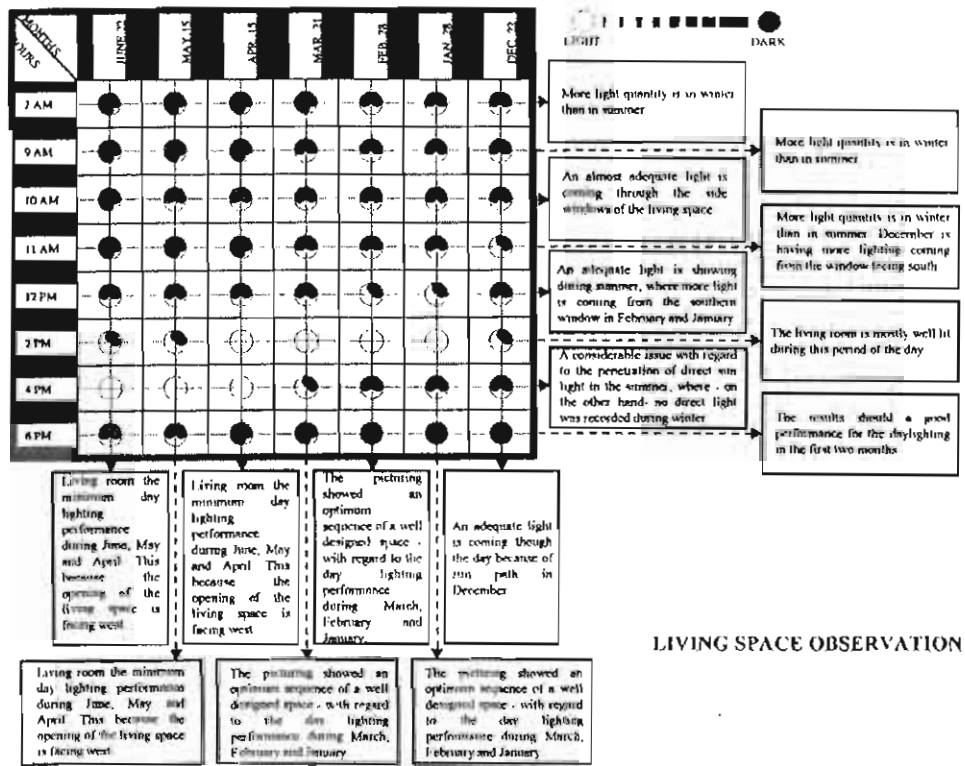 MONTHS
HOURS
JUNE. 22
MAY. 15
APR. 15
MAR. 21
FEB. 28
JAN. 28
DEC. 22
LIGHT
DARK
7 AM
9 AM
10 AM
11 AM
12 PM
2 PM
4 PM
6 PM
More light quantity is in winter
than in summer
More light quantity is in winter
than in summer
An almost adequate light is
coming through the side
windows of the living space
More light quantity is in winter
than in summer December is
having more lighting coming
from the window facing south
An adequate light is showing
during summer, where more light
is coming from the southern
window in February and January
The living room is mostly well lit
during this period of the day
A considerable issue with regard
to the penetration of direct sun
light in the summer, where - on
the other hand- no direct light
was recorded during winter
The results should a good
performance for the daylighting
in the first two months
Living room the
minimum day
lighting
performance
during June, May
and April This
because the
opening of the
living space is
facing west
Living room the
minimum day
lighting
performance
during June, May
and April This
because the
opening of the
living space is
facing west
The picturing
showed an
optimum
sequence of a well
designed space -
with regard to the
day lighting
performance
during March,
February and
January.
An adequate light
is coming though
the day because of
sun path in
December
LIVING SPACE OBSERVATION
Living room the minimum
day lighting performance
during June, May and
April This because the
opening of the living space
is facing west
The picturing showed an
optimum sequence of a well
designed space - with regard
to the day lighting
performance during March,
February and January
The picturing showed an
optimum sequence of a well
designed space - with regard
to the day lighting
performance during March,
February and January